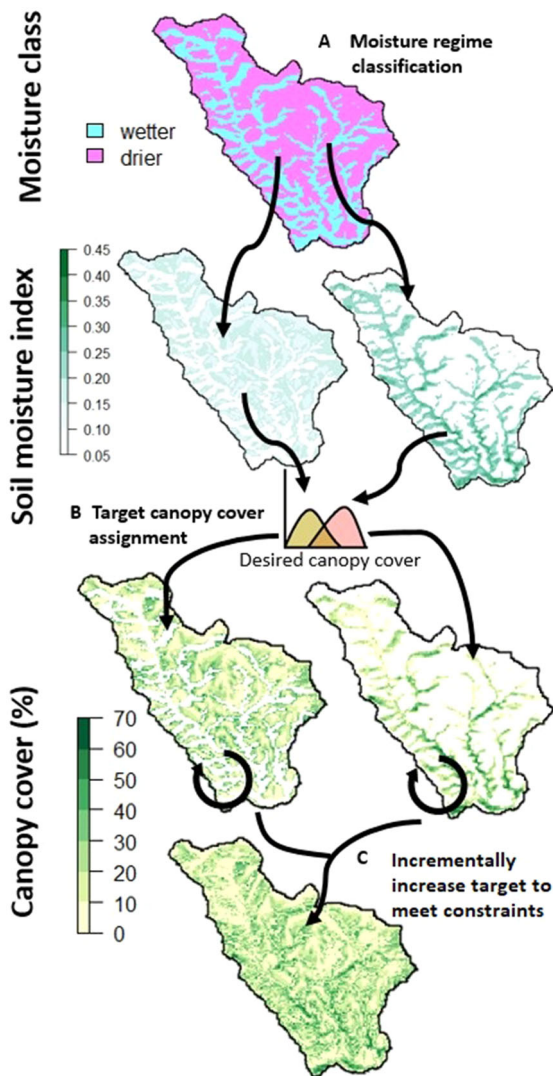 Moisture class
A Moisture regime
classification
wetter
drier
Soil moisture index
0.45
0.40
0.35
0.30
0.25
0.20
0.15
0.10
0.05
B Target canopy cover
assignment
Desired canopy cover
Canopy cover (%)
70
60
50
40
30
20
10
0
C Incrementally
increase target to
meet constraints